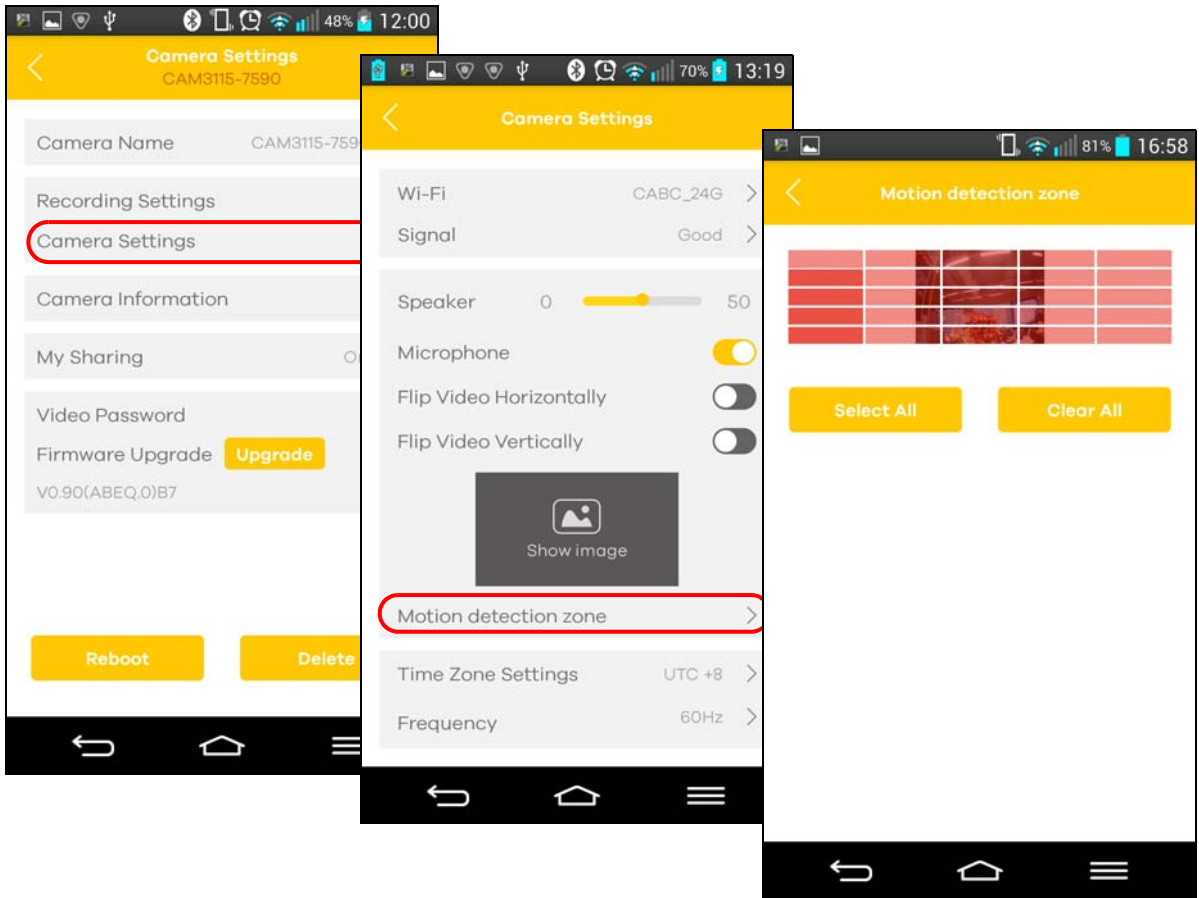 48% 12:00
Camera Settings
CAM3115-7590
Camera Name CAM3115-759
Recording Settings
Camera Settings
Camera Information
My Sharing O
Video Password
Firmware Upgrade Upgrade
V0.90(ABEQ.0)B7
Reboot Delete
70% 13:19
Camera Settings
Wi-Fi CABC_24G
Signal Good
Speaker 0 50
Microphone
Flip Video Horizontally
Flip Video Vertically
Show image
Motion detection zone
Time Zone Settings UTC +8
Frequency 60Hz
81% 16:58
Motion detection zone
Select All Clear All